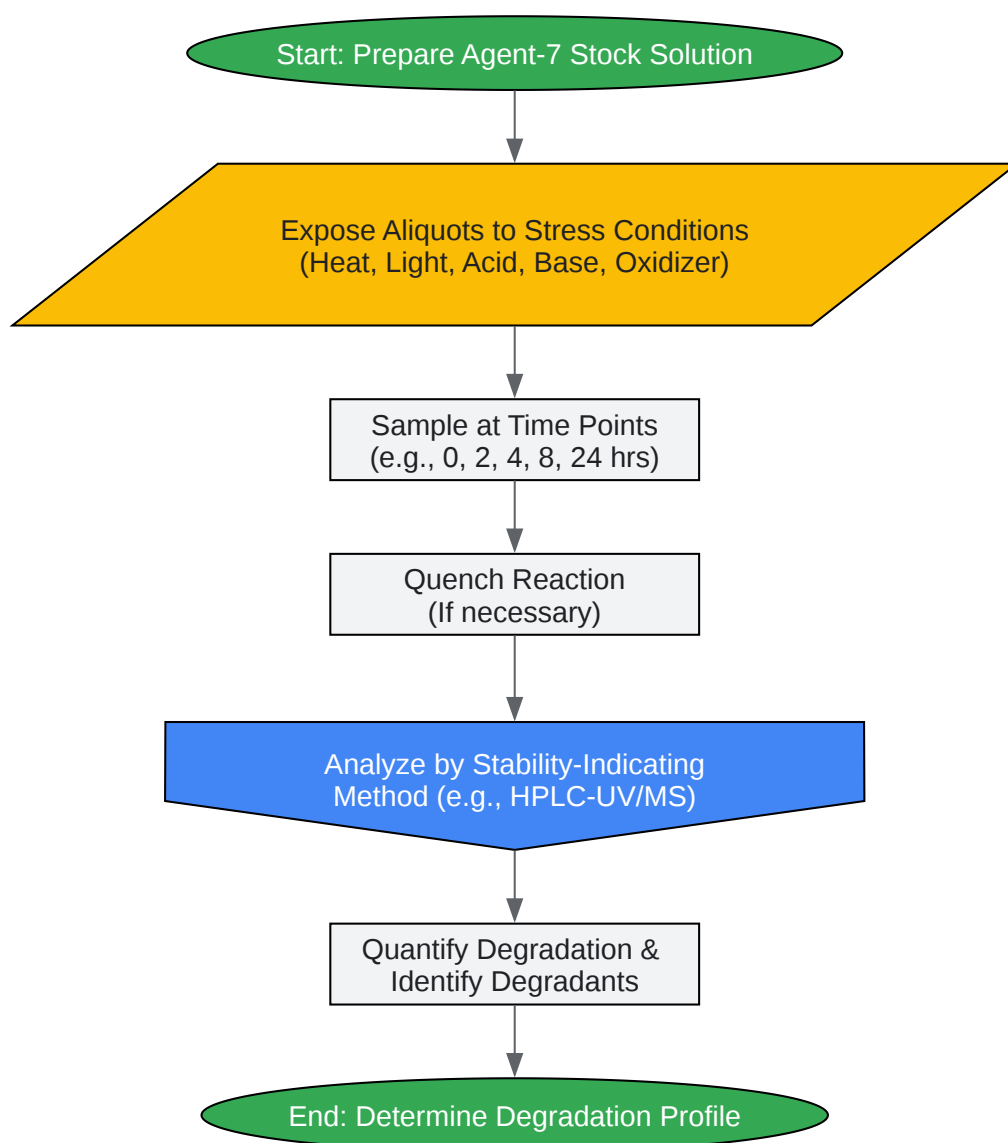 Start: Prepare Agent-7 Stock Solution
Expose Aliquots to Stress Conditions
(Heat, Light, Acid, Base, Oxidizer)
Sample at Time Points
(e.g., 0, 2, 4, 8, 24 hrs)
Quench Reaction
(If necessary)
Analyze by Stability-Indicating
Method (e.g., HPLC-UV/MS)
Quantify Degradation &
Identify Degradants
End: Determine Degradation Profile